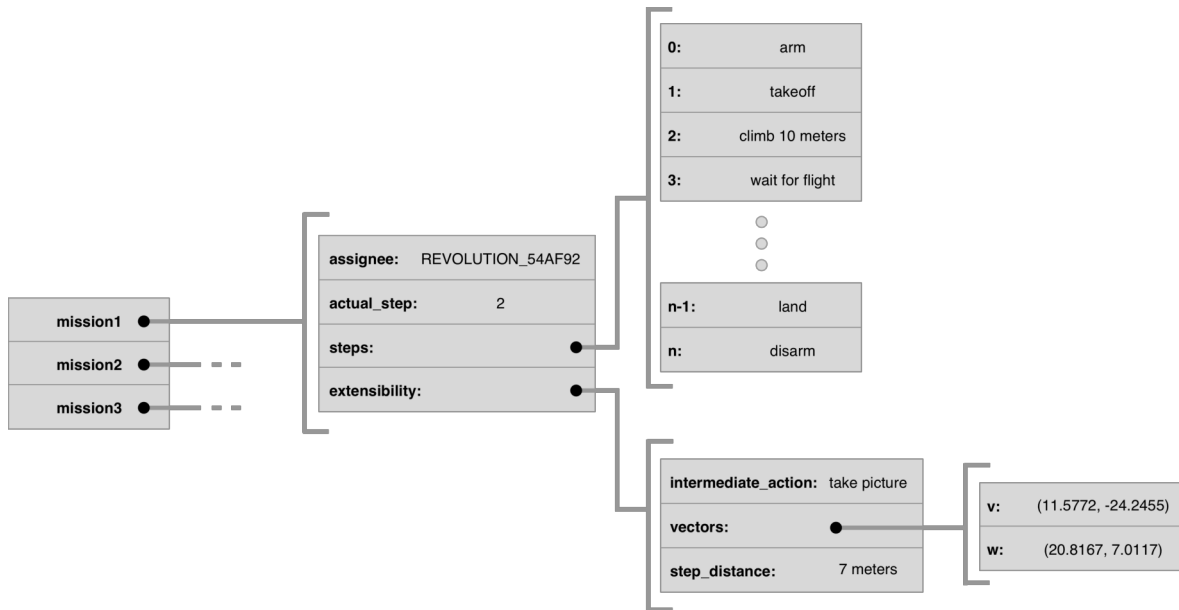 mission1
mission2
mission3
assignee: REVOLUTION_54AF92
actual_step: 2
steps:
extensibility:
0: arm
1: takeoff
2: climb 10 meters
3: wait for flight
n-1: land
n: disarm
intermediate_action: take picture
vectors:
step_distance: 7 meters
v: (11.5772, -24.2455)
w: (20.8167, 7.0117)